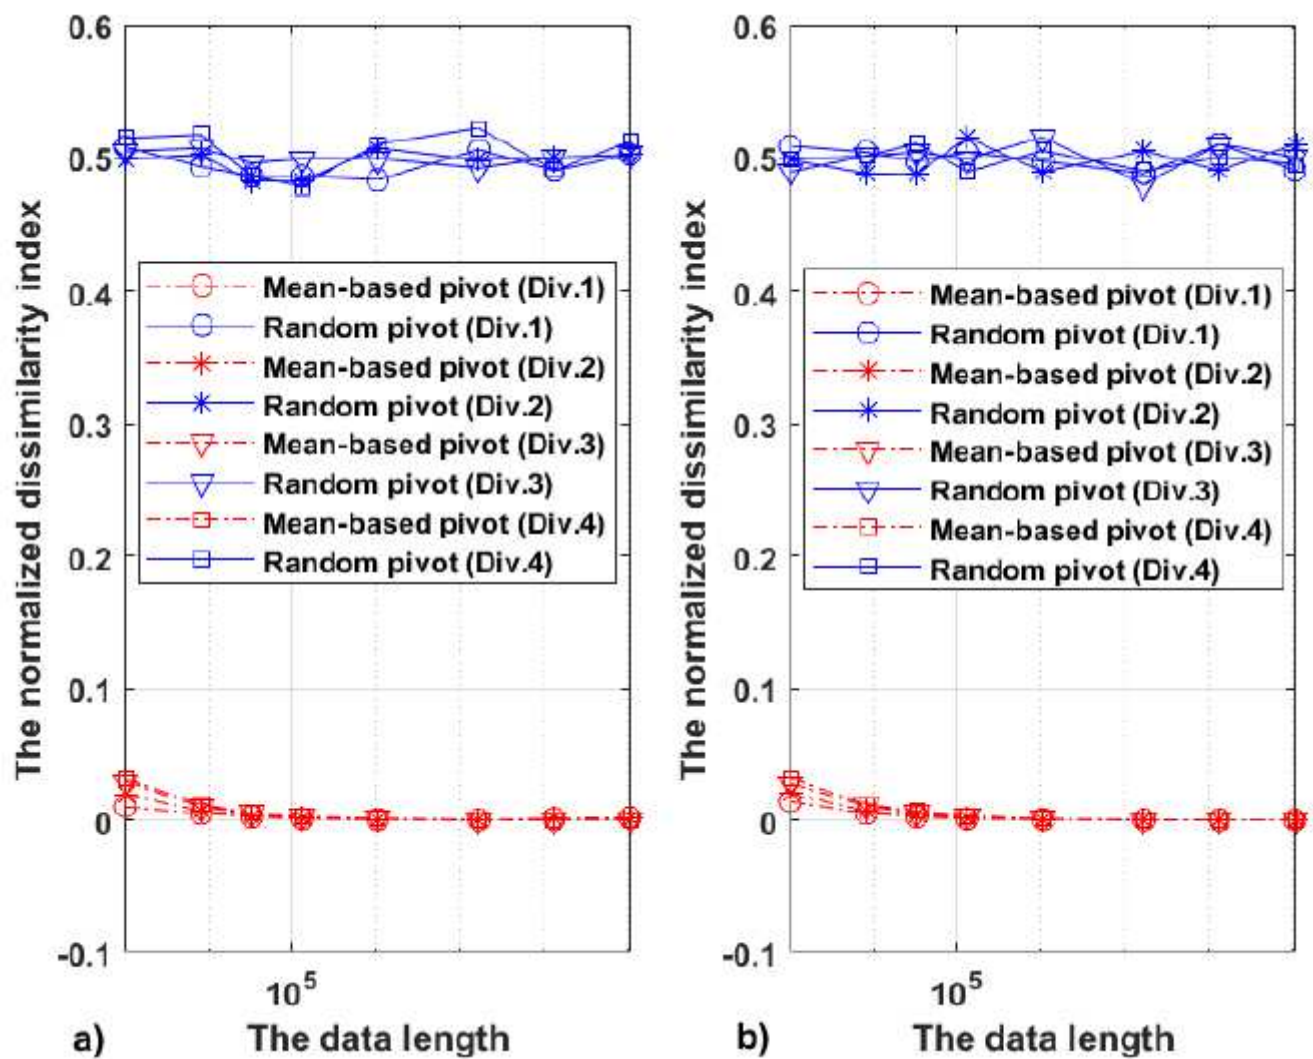 The normalized dissimilarity index
0.6
0.5
0.4
0.3
0.2
0.1
0
-0.1
Mean-based pivot (Div.1)
Random pivot (Div.1)
Mean-based pivot (Div.2)
Random pivot (Div.2)
Mean-based pivot (Div.3)
Random pivot (Div.3)
Mean-based pivot (Div.4)
Random pivot (Div.4)
10^5
a)
The data length
The normalized dissimilarity index
0.6
0.5
0.4
0.3
0.2
0.1
0
-0.1
Mean-based pivot (Div.1)
Random pivot (Div.1)
Mean-based pivot (Div.2)
Random pivot (Div.2)
Mean-based pivot (Div.3)
Random pivot (Div.3)
Mean-based pivot (Div.4)
Random pivot (Div.4)
10^5
b)
The data length